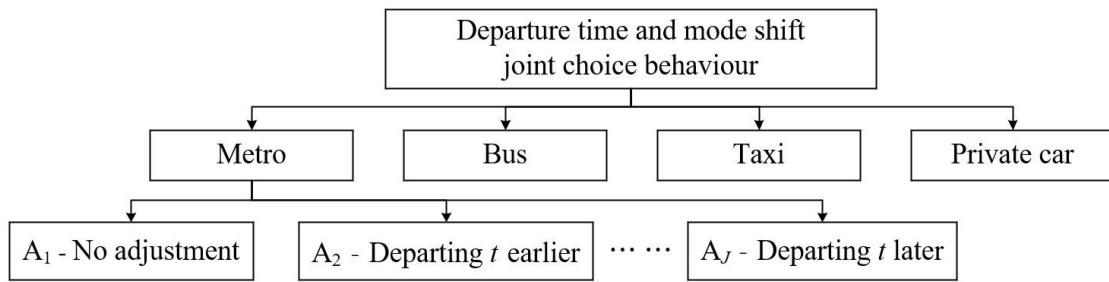 Departure time and mode shift
joint choice behaviour
Metro
Bus
Taxi
Private car
A₁ - No adjustment
A₂ - Departing t earlier
... ...
A_J - Departing t later